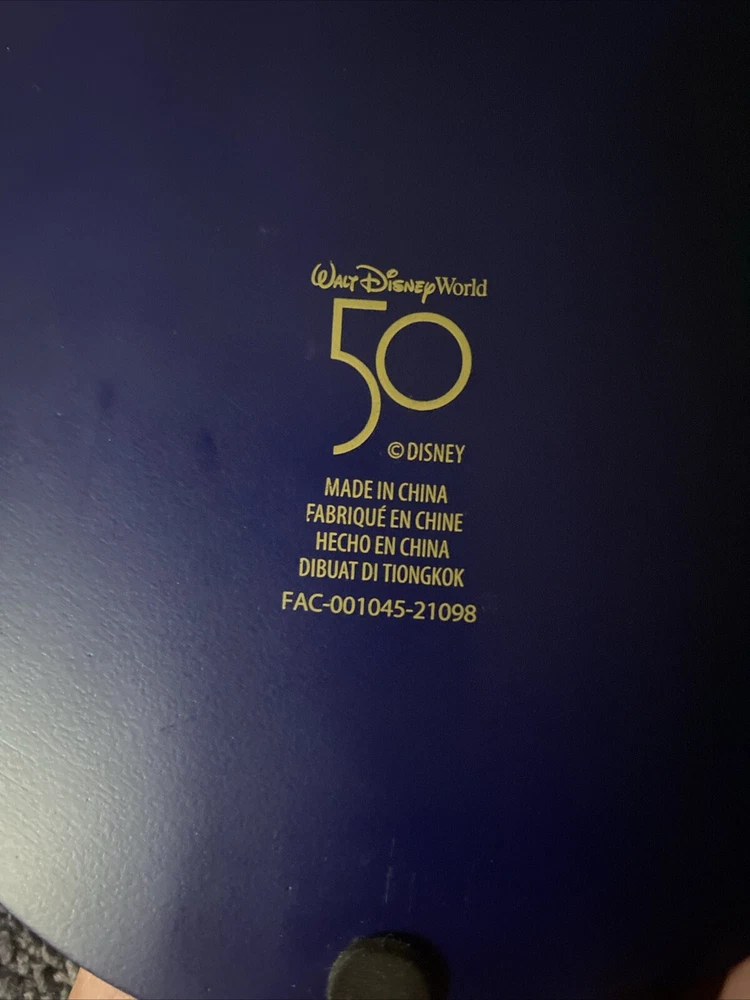 WALT DISNEY World
50
© DISNEY
MADE IN CHINA
FABRIQUÉ EN CHINE
HECHO EN CHINA
DIBUAT DI TIONGKOK
FAC-001045-21098